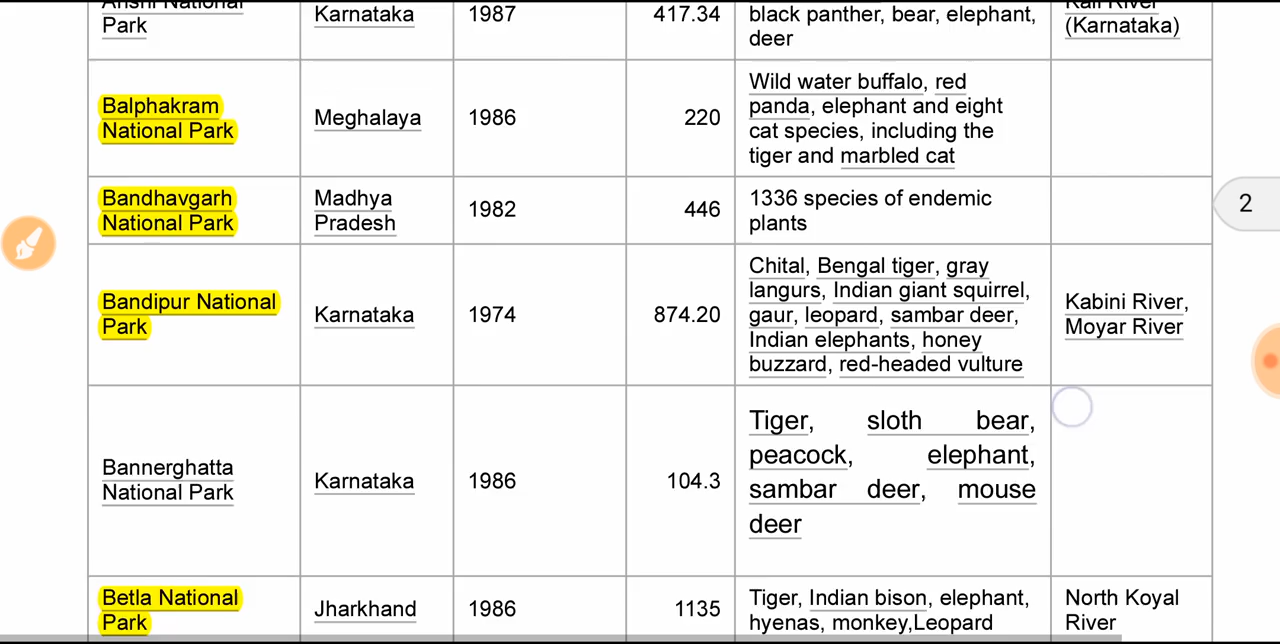 Anshi National
Park
Karnataka
1987
417.34
black panther, bear, elephant,
deer
Kali River
(Karnataka)
Balphakram
National Park
Meghalaya
1986
220
Wild water buffalo, red
panda, elephant and eight
cat species, including the
tiger and marbled cat
Bandhavgarh
National Park
Madhya
Pradesh
1982
446
1336 species of endemic
plants
Bandipur National
Park
Karnataka
1974
874.20
Chital, Bengal tiger, gray
langurs, Indian giant squirrel,
gaur, leopard, sambar deer,
Indian elephants, honey
buzzard, red-headed vulture
Kabini River,
Moyar River
Bannerghatta
National Park
Karnataka
1986
104.3
Tiger, sloth bear,
peacock, elephant,
sambar deer, mouse
deer
Betla National
Park
Jharkhand
1986
1135
Tiger, Indian bison, elephant,
hyenas, monkey,Leopard
North Koyal
River
2